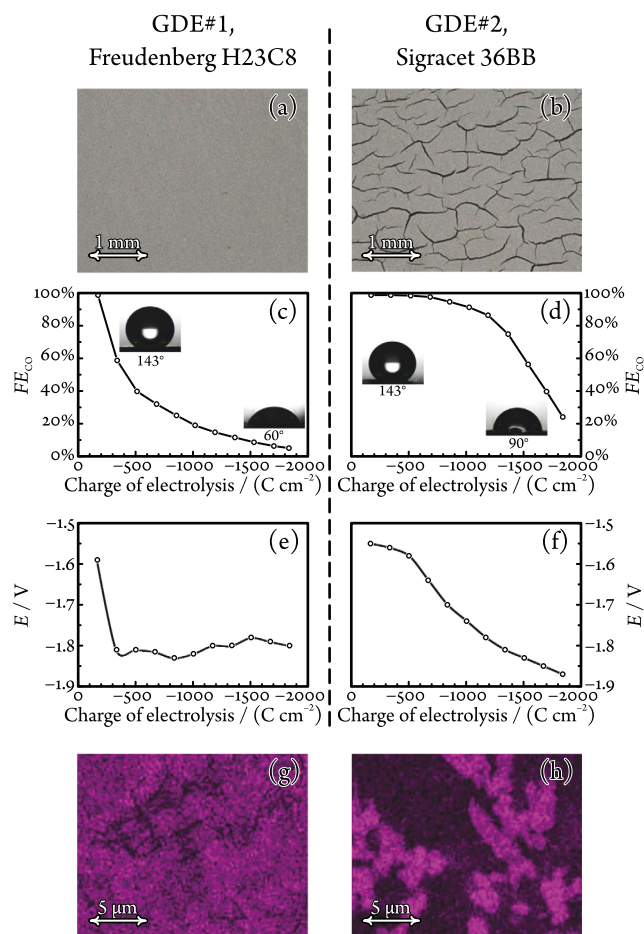 GDE#1,
Freudenberg H23C8
GDE#2,
Sigracet 36BB
(a)
1 mm
(b)
1 mm
100%
80%
60%
40%
20%
0%
FE_CO
(c)
143°
60°
0 −500 −1000 −1500 −2000
Charge of electrolysis / (C cm⁻²)
(d)
143°
90°
100%
80%
60%
40%
20%
0%
FE_CO
0 −500 −1000 −1500 −2000
Charge of electrolysis / (C cm⁻²)
−1.5
−1.6
−1.7
−1.8
−1.9
E / V
(e)
0 −500 −1000 −1500 −2000
Charge of electrolysis / (C cm⁻²)
(f)
−1.5
−1.6
−1.7
−1.8
−1.9
E / V
0 −500 −1000 −1500 −2000
Charge of electrolysis / (C cm⁻²)
(g)
5 μm
(h)
5 μm